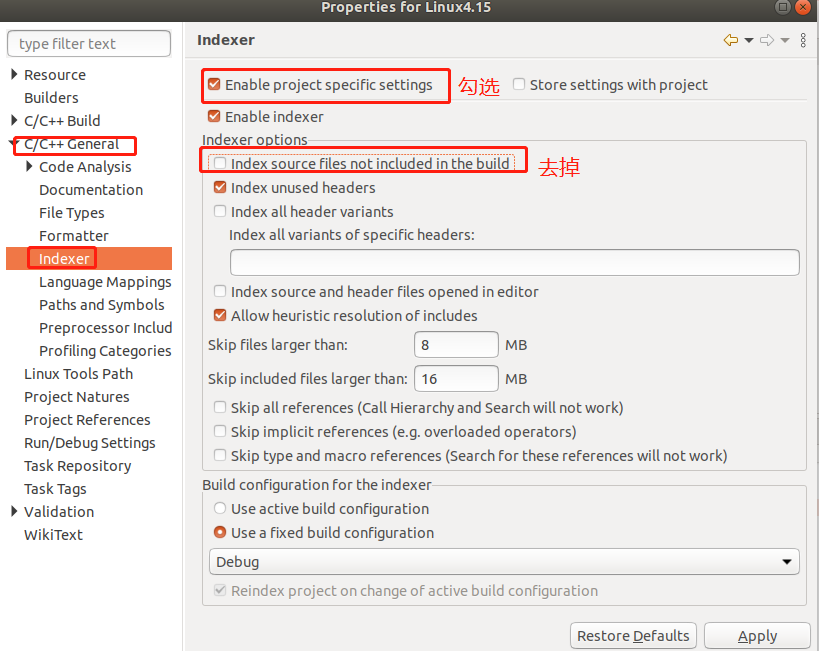 Properties for Linux4.15
type filter text
Resource
Builders
C/C++ Build
C/C++ General
Code Analysis
Documentation
File Types
Formatter
Indexer
Language Mappings
Paths and Symbols
Preprocessor Includ
Profiling Categories
Linux Tools Path
Project Natures
Project References
Run/Debug Settings
Task Repository
Task Tags
Validation
WikiText
Indexer
Enable project specific settings 勾选 Store settings with project
Enable indexer
Indexer options
Index source files not included in the build 去掉
Index unused headers
Index all header variants
Index all variants of specific headers:
Index source and header files opened in editor
Allow heuristic resolution of includes
Skip files larger than: 8 MB
Skip included files larger than: 16 MB
Skip all references (Call Hierarchy and Search will not work)
Skip implicit references (e.g. overloaded operators)
Skip type and macro references (Search for these references will not work)
Build configuration for the indexer
Use active build configuration
Use a fixed build configuration
Debug
Reindex project on change of active build configuration
Restore Defaults Apply